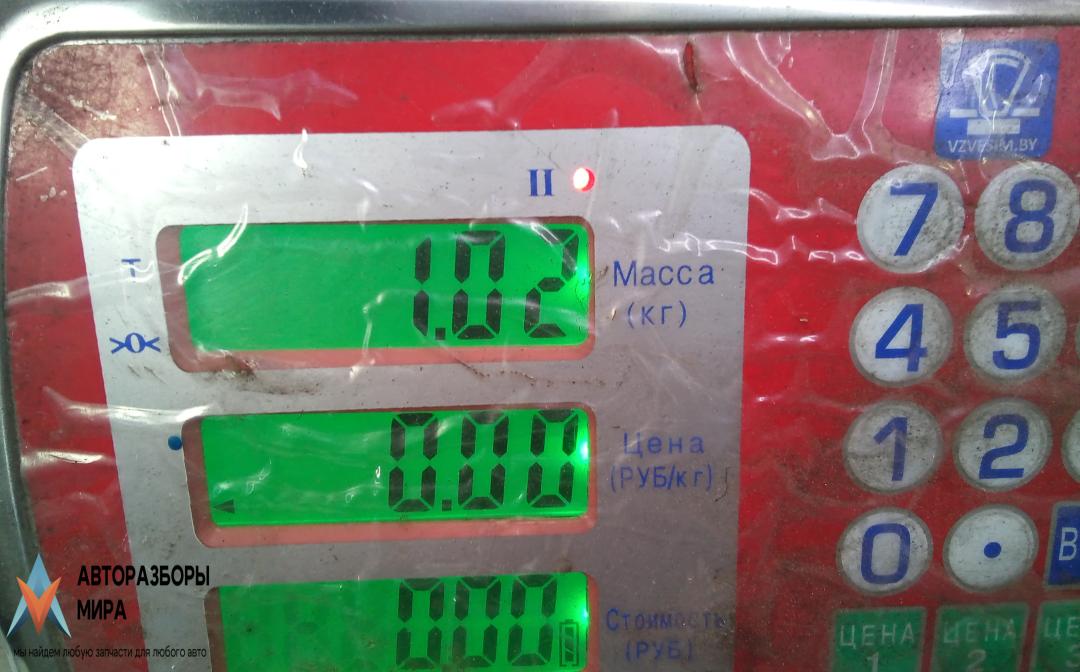 VZVESIM.BY
II
7 8
T
1.02
Масса
(кг)
>0<
4 5
0.00
Цена
(РУБ/кг)
1 2
0
В
000
Стоимость
(РУБ)
ЦЕНА
1
ЦЕНА
2
АВТОРАЗБОРЫ
МИРА
мы найдем любую запчасти для любого авто